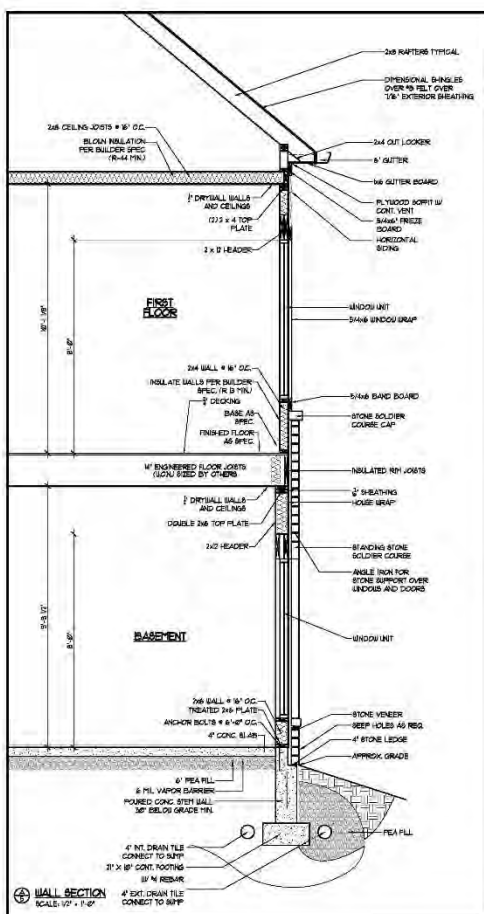 2x8 RAFTERS TYPICAL
DIMENSIONAL SHINGLES
OVER #15 FELT OVER
7/16" EXTERIOR SHEATHING
2x6 CEILING JOISTS @ 16" O.C.
BLOWN INSULATION
PER BUILDER SPEC
(R-44 MIN.)
2x4 OUT LOOKER
GUTTER
1x6 GUTTER BOARD
PLYWOOD SOFFIT W/
CONT. VENT
5/4x6" FRIEZE
BOARD
HORIZONTAL
SIDING
DRYWALL WALLS
AND CEILINGS
(2) 2 x 4 TOP
PLATE
2 x 12 HEADER
10'-1 1/8"
8'-0"
FIRST
FLOOR
WINDOW UNIT
5/4x6 WINDOW WRAP
2x4 WALL @ 16" O.C.
INSULATE WALLS PER BUILDER
SPEC. (R 13 MIN.)
DECKING
BASE AS
SPEC.
FINISHED FLOOR
AS SPEC.
5/4x8 BAND BOARD
STONE SOLDIER
COURSE CAP
14" ENGINEERED FLOOR JOISTS
(U.O.N.) SIZED BY OTHERS
INSULATED RIM JOISTS
DRYWALL WALLS
AND CEILINGS
SHEATHING
HOUSE WRAP
DOUBLE 2x6 TOP PLATE
2x12 HEADER
STANDING STONE
SOLDIER COURSE
ANGLE IRON FOR
STONE SUPPORT OVER
WINDOWS AND DOORS
9'-8 1/2"
8'-0"
BASEMENT
WINDOW UNIT
2x6 WALL @ 16" O.C.
TREATED 2x6 PLATE
ANCHOR BOLTS @ 6'-0" O.C.
4" CONC. SLAB
STONE VENEER
WEEP HOLES AS REQ.
4" STONE LEDGE
APPROX. GRADE
6" PEA FILL
6 MIL VAPOR BARRIER
POURED CONC. STEM WALL
36" BELOW GRADE MIN.
PEA FILL
4" INT. DRAIN TILE
CONNECT TO SUMP
21" X 10" CONT. FOOTING
REBAR
4" EXT. DRAIN TILE
CONNECT TO SUMP
WALL SECTION
SCALE: 1/2" = 1'-0"